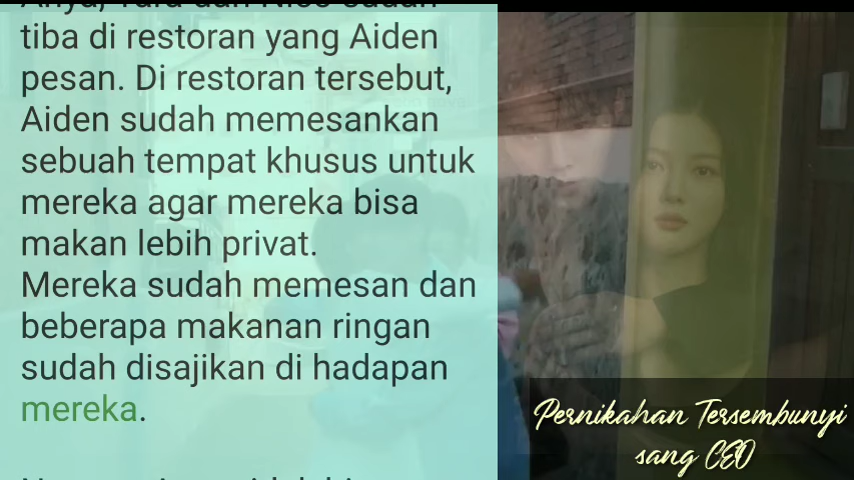 tiba di restoran yang Aiden
pesan. Di restoran tersebut,
Aiden sudah memesankan
sebuah tempat khusus untuk
mereka agar mereka bisa
makan lebih privat.
Mereka sudah memesan dan
beberapa makanan ringan
sudah disajikan di hadapan
mereka.
Pernikahan Tersembunyi
sang CEO